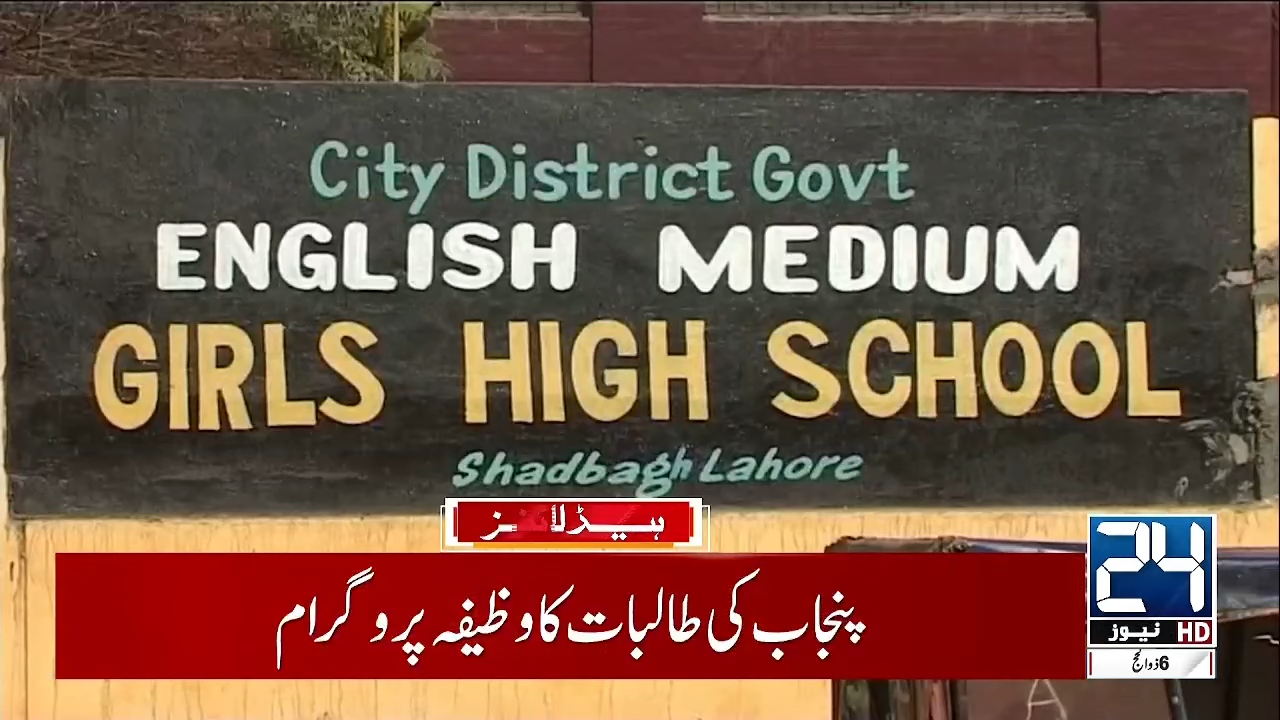 City District Govt
ENGLISH MEDIUM
GIRLS HIGH SCHOOL
Shadbagh Lahore
ہیڈلائنز
پنجاب کی طالبات کا وظیفہ پروگرام
24
نیوز HD
6 ذوالحج
A